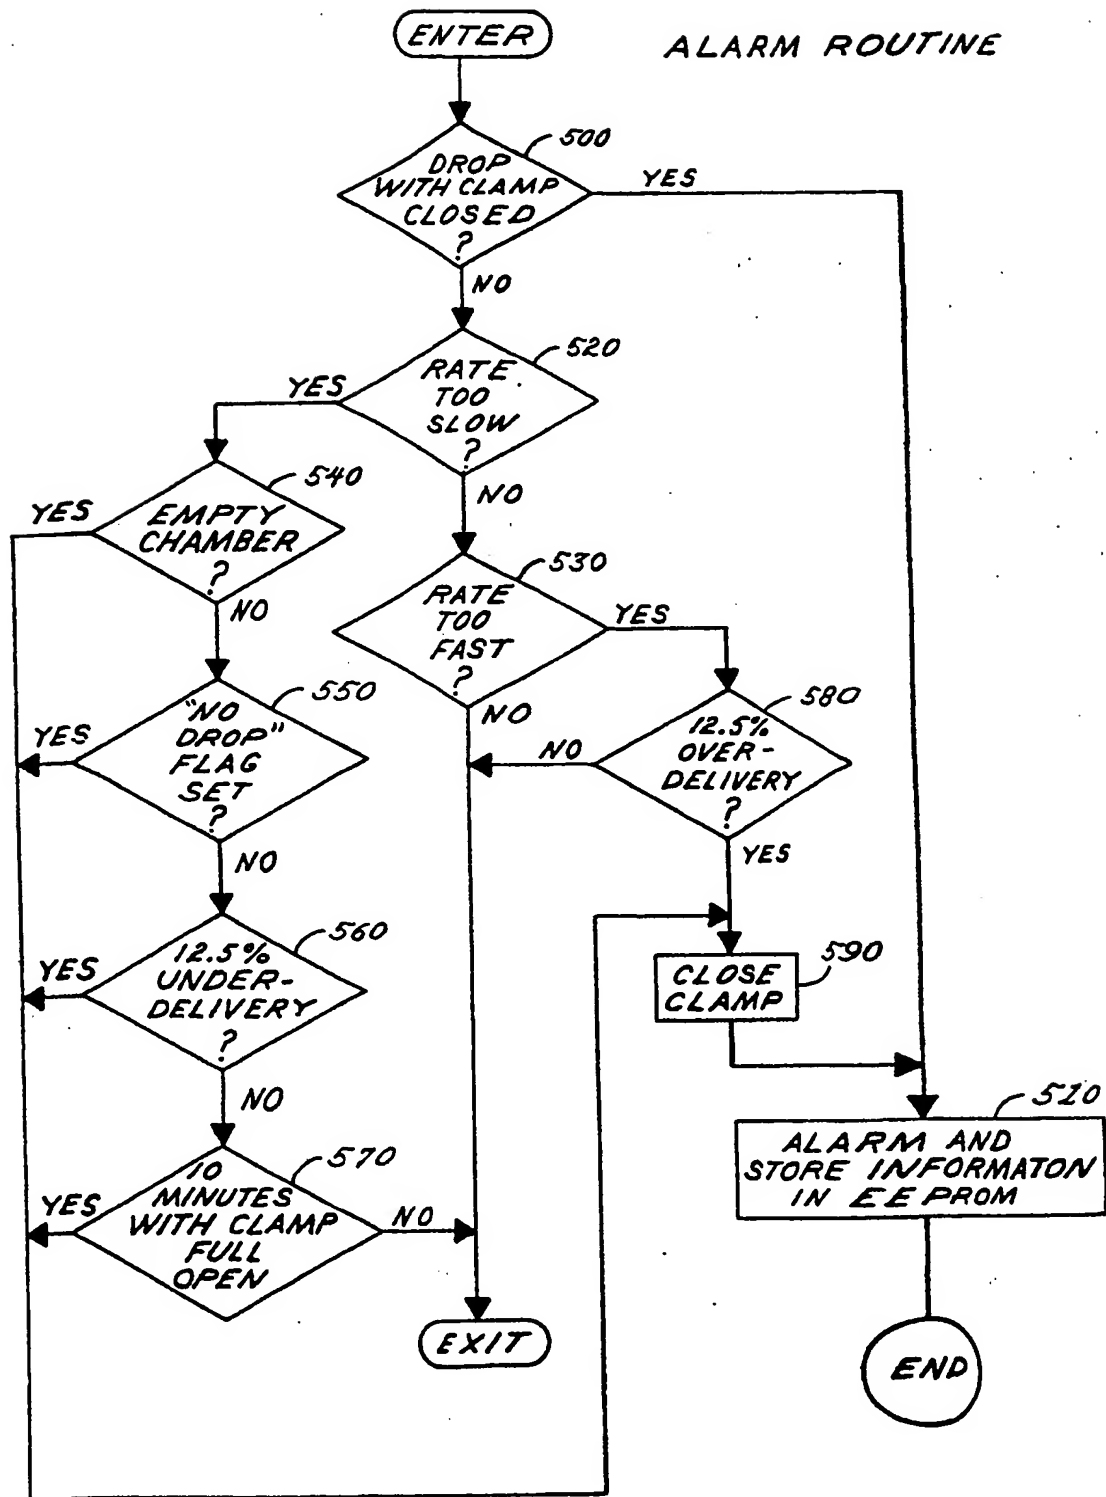 ENTER
ALARM ROUTINE
500
DROP
WITH CLAMP
CLOSED
?
YES
NO
520
RATE
TOO
SLOW
?
YES
NO
540
EMPTY
CHAMBER
?
YES
NO
530
RATE
TOO
FAST
?
YES
NO
550
"NO
DROP"
FLAG
SET
?
YES
NO
580
12.5%
OVER-
DELIVERY
?
NO
YES
560
12.5%
UNDER-
DELIVERY
?
YES
NO
590
CLOSE
CLAMP
570
10
MINUTES
WITH CLAMP
FULL
OPEN
YES
NO
510
ALARM AND
STORE INFORMATON
IN EEPROM
EXIT
END